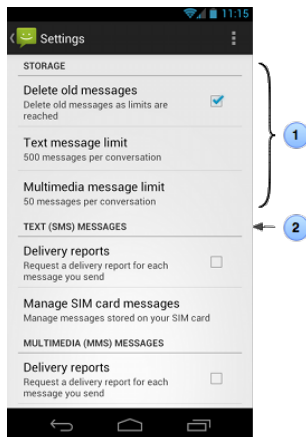 11:15
Settings
STORAGE
Delete old messages
Delete old messages as limits are
reached
Text message limit
500 messages per conversation
Multimedia message limit
50 messages per conversation
1
TEXT (SMS) MESSAGES
2
Delivery reports
Request a delivery report for each
message you send
Manage SIM card messages
Manage messages stored on your SIM card
MULTIMEDIA (MMS) MESSAGES
Delivery reports
Request a delivery report for each
message you send